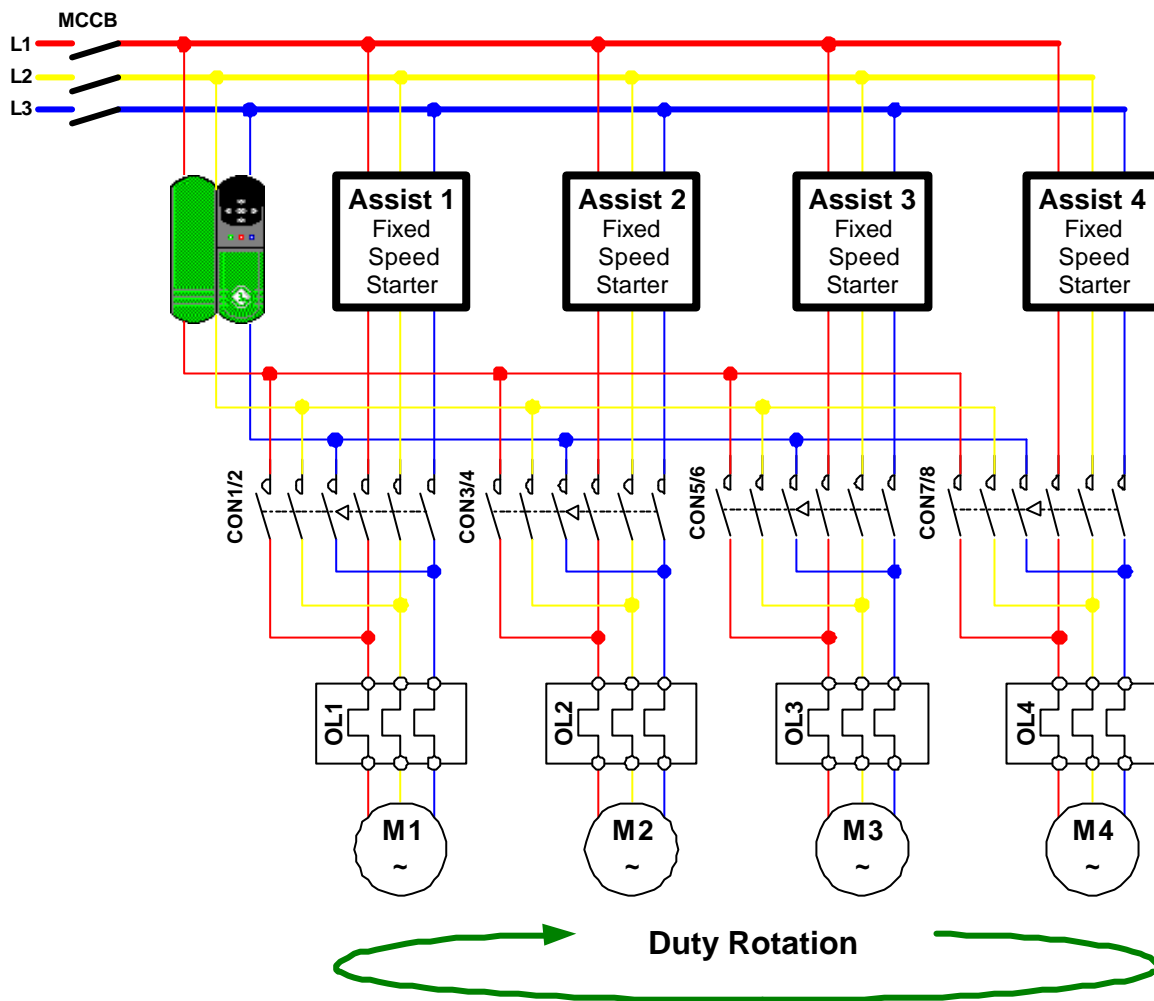 MCCB
L1
L2
L3
Assist 1
Fixed
Speed
Starter
Assist 2
Fixed
Speed
Starter
Assist 3
Fixed
Speed
Starter
Assist 4
Fixed
Speed
Starter
CON1/2
CON3/4
CON5/6
CON7/8
OL1
OL2
OL3
OL4
M1
~
M2
~
M3
~
M4
~
Duty Rotation